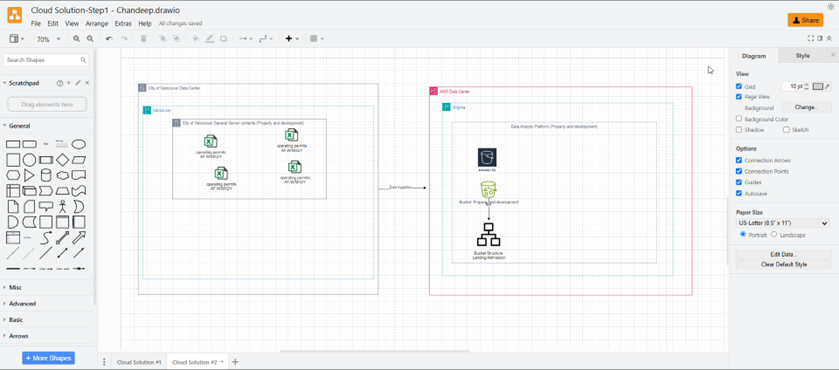 Cloud Solution-Step1 - Chandeep.drawio
File Edit View Arrange Extras Help All changes saved
Share
70%
Search Shapes
Scratchpad
Drag elements here
General
Misc
Advanced
Basic
Arrows
+ More Shapes
City of Vancouver Data Center
Vancouver
City of Vancouver General Server contents (Property and development)
operating permits
operating permits
operating permits
operating permits
Data Ingestion
AWS Data Center
Virginia
Data Analytic Platform (Property and development)
Bucket Property and development
Bucket Structure
Landing Admission
Cloud Solution #1
Cloud Solution #2
Diagram Style
View
Grid 10 pt
Page View
Background Change...
Background Color
Shadow Sketch
Options
Connection Arrows
Connection Points
Guides
Autosave
Paper Size
US-Letter (8.5" x 11")
Portrait Landscape
Edit Data...
Clear Default Style